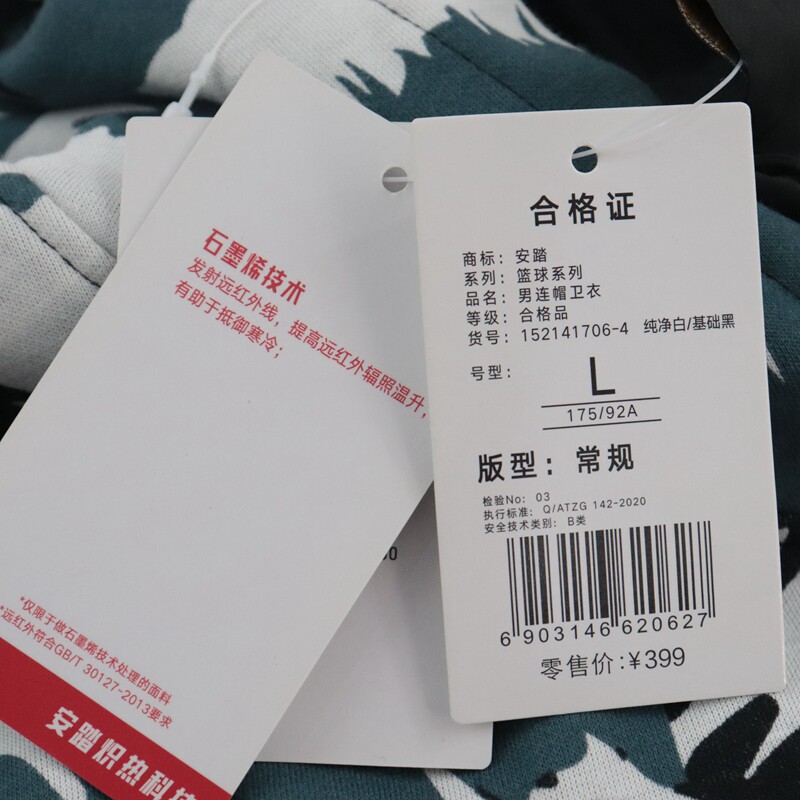 石墨烯技术
发射远红外线，提高远红外辐照温升，
有助于抵御寒冷；
*仅限于做石墨烯技术处理的面料
*远红外符合GB/T 30127-2013要求
安踏炽热科技
合格证
商标：安踏
系列：篮球系列
品名：男连帽卫衣
等级：合格品
货号：152141706-4 纯净白/基础黑
号型： L
175/92A
版型：常规
检验No: 03
执行标准: Q/ATZG 142-2020
安全技术类别: B类
6 903146 620627
零售价:¥399